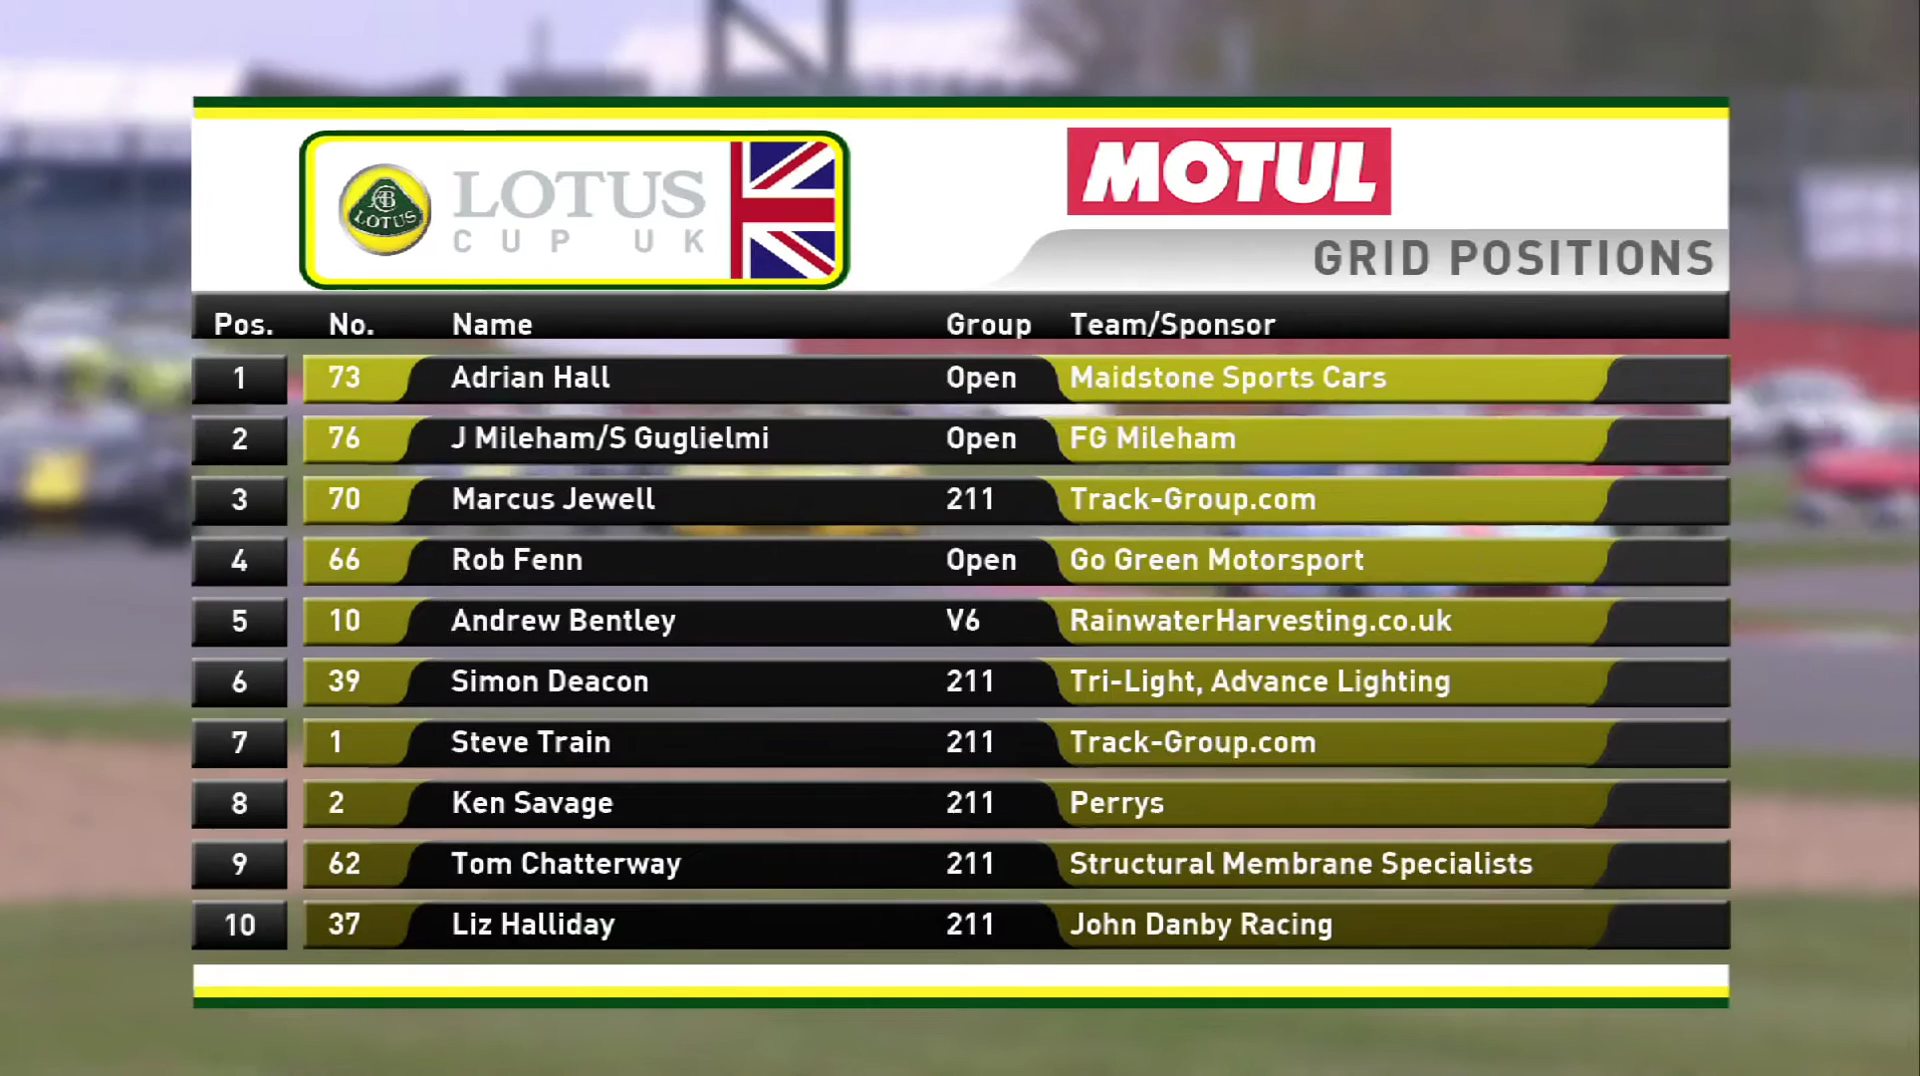 LOTUS
LOTUS
CUP UK
MOTUL
GRID POSITIONS
Pos. No. Name Group Team/Sponsor
1 73 Adrian Hall Open Maidstone Sports Cars
2 76 J Mileham/S Guglielmi Open FG Mileham
3 70 Marcus Jewell 211 Track-Group.com
4 66 Rob Fenn Open Go Green Motorsport
5 10 Andrew Bentley V6 RainwaterHarvesting.co.uk
6 39 Simon Deacon 211 Tri-Light, Advance Lighting
7 1 Steve Train 211 Track-Group.com
8 2 Ken Savage 211 Perrys
9 62 Tom Chatterway 211 Structural Membrane Specialists
10 37 Liz Halliday 211 John Danby Racing